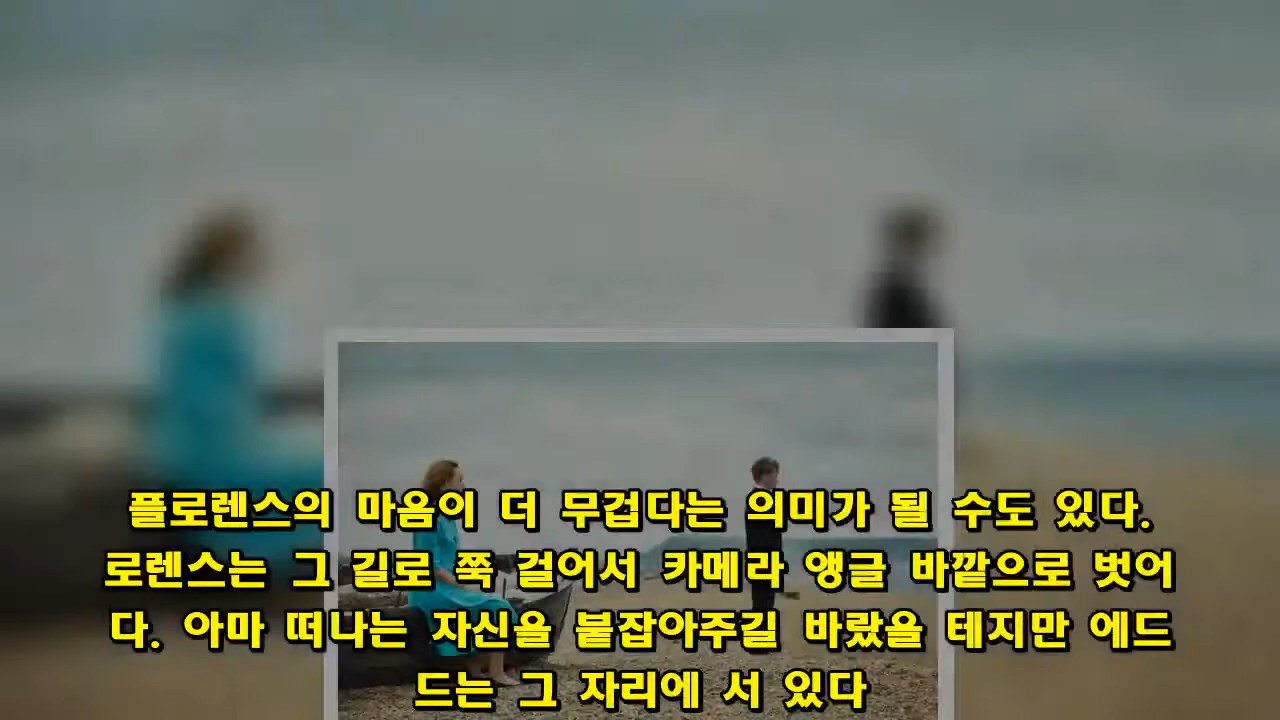 플로렌스의 마음이 더 무겁다는 의미가 될 수도 있다.
로렌스는 그 길로 쭉 걸어서 카메라 앵글 바깥으로 벗어
다. 아마 떠나는 자신을 붙잡아주길 바랐을 테지만 에드
드는 그 자리에 서 있다